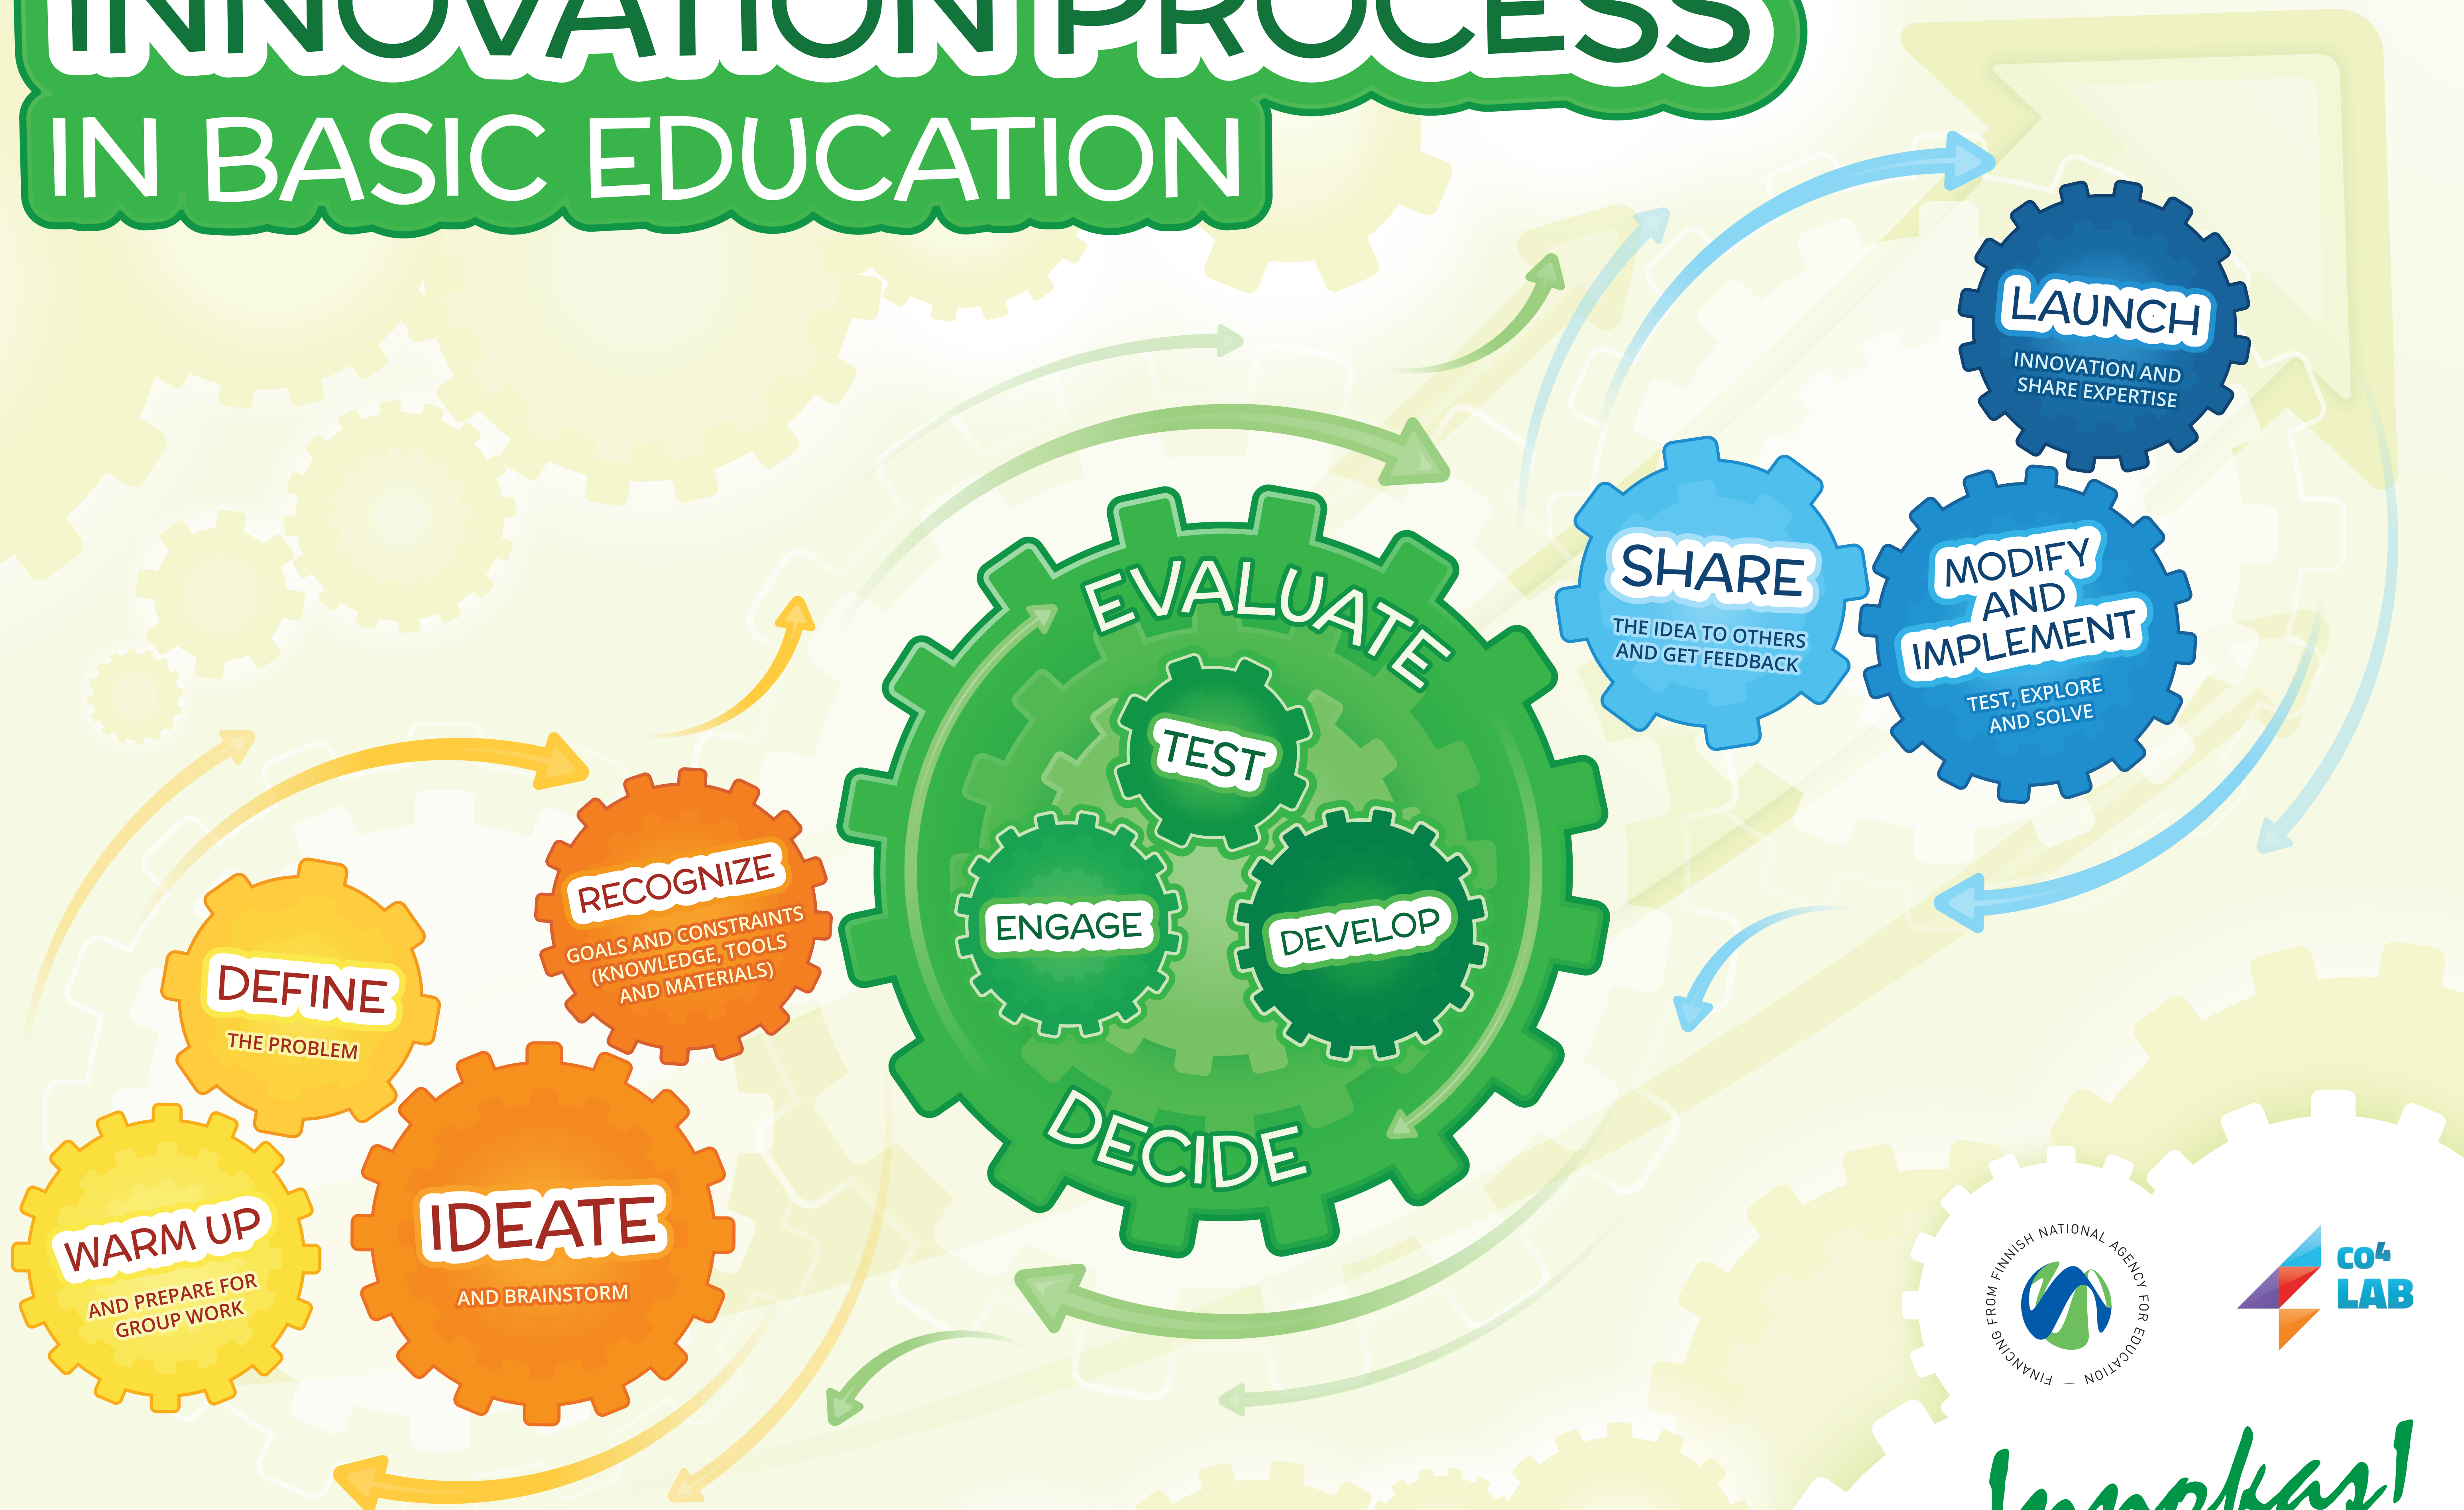 INNOVATION PROCESS
IN BASIC EDUCATION
WARM UP
AND PREPARE FOR
GROUP WORK
DEFINE
THE PROBLEM
IDEATE
AND BRAINSTORM
RECOGNIZE
GOALS AND CONSTRAINTS
(KNOWLEDGE, TOOLS
AND MATERIALS)
EVALUATE
TEST
ENGAGE
DEVELOP
DECIDE
SHARE
THE IDEA TO OTHERS
AND GET FEEDBACK
MODIFY
AND
IMPLEMENT
TEST, EXPLORE
AND SOLVE
LAUNCH
INNOVATION AND
SHARE EXPERTISE
FINANCING FROM FINNISH NATIONAL AGENCY FOR EDUCATION —
co4
LAB
Innokas!